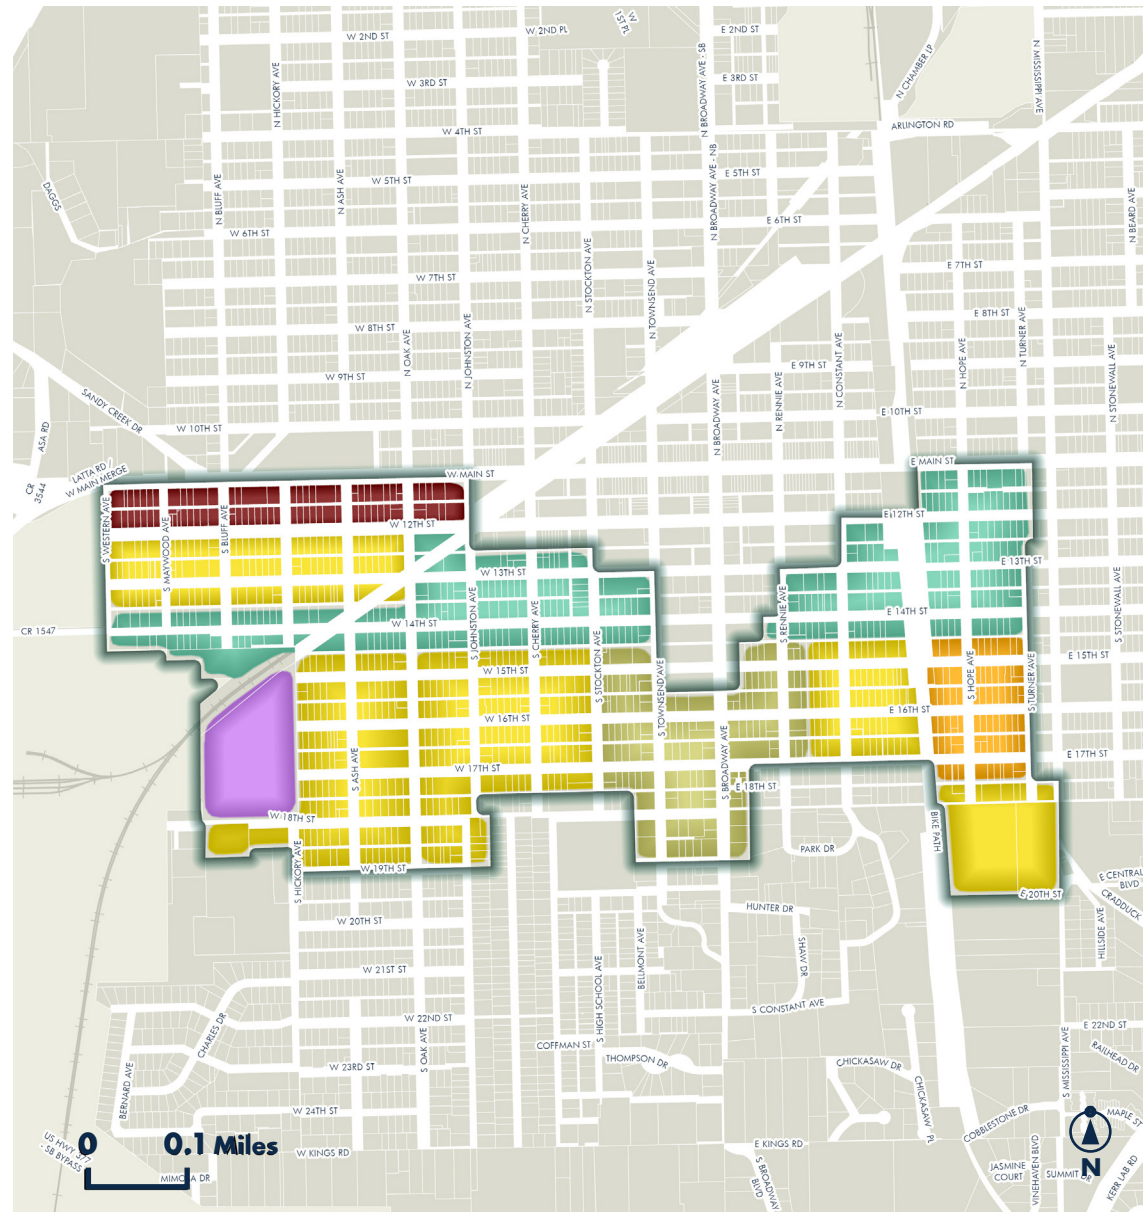 W 2ND ST
W 2ND PL
W
1ST PL
E 2ND ST
N BROADWAY AVE - SB
N CHAMBER LP
N MISSISSIPPI AVE
N HICKORY AVE
W 3RD ST
E 3RD ST
W 4TH ST
ARLINGTON RD
DAGGS
N BLUFF AVE
N ASH AVE
W 5TH ST
N CHERRY AVE
N BROADWAY AVE - NB
E 5TH ST
N BEARD AVE
W 6TH ST
E 6TH ST
W 7TH ST
N STOCKTON AVE
N TOWNSEND AVE
E 7TH ST
W 8TH ST
N OAK AVE
N JOHNSTON AVE
E 8TH ST
N TURNER AVE
N HOPE AVE
N CONSTANT AVE
W 9TH ST
E 9TH ST
N RENNIE AVE
N BROADWAY AVE
N STONEWALL AVE
SANDY CREEK DR
ASA RD
W 10TH ST
E 10TH ST
CR
3544
LATTA RD /
W MAIN MERGE
W MAIN ST
E MAIN ST
S WESTERN AVE
S MAYWOOD AVE
S BLUFF AVE
W 12TH ST
E 12TH ST
W 13TH ST
E 13TH ST
CR 1547
W 14TH ST
S JOHNSTON AVE
S CHERRY AVE
S RENNIE AVE
E 14TH ST
S STONEWALL AVE
W 15TH ST
S STOCKTON AVE
S TOWNSEND AVE
S HOPE AVE
S TURNER AVE
E 15TH ST
W 16TH ST
E 16TH ST
S ASH AVE
W 17TH ST
S BROADWAY AVE
E 17TH ST
E 18TH ST
W 18TH ST
BIKE PATH
PARK DR
S HICKORY AVE
W 19TH ST
E 20TH ST
E CENTRAL
BLVD
CRADDUCK
W 20TH ST
HUNTER DR
HILLSIDE AVE
BELLMONT AVE
SHAW DR
S HIGH SCHOOL AVE
W 21ST ST
S CONSTANT AVE
CHARLES DR
W 22ND ST
E 22ND ST
S OAK AVE
COFFMAN ST
THOMPSON DR
CHICKASAW DR
S MISSISSIPPI AVE
RAILHEAD DR
BERNARD AVE
W 23RD ST
CHICKASAW PL
W 24TH ST
COBBLESTONE DR
MAPLE ST
US HWY 377
- SB BYPASS
0
0.1 Miles
W KINGS RD
E KINGS RD
S BROADWAY
BLVD
MIMOSA DR
JASMINE
COURT
VINEHAVEN BLVD
SUMMIT DR
N
KERR LAB RD